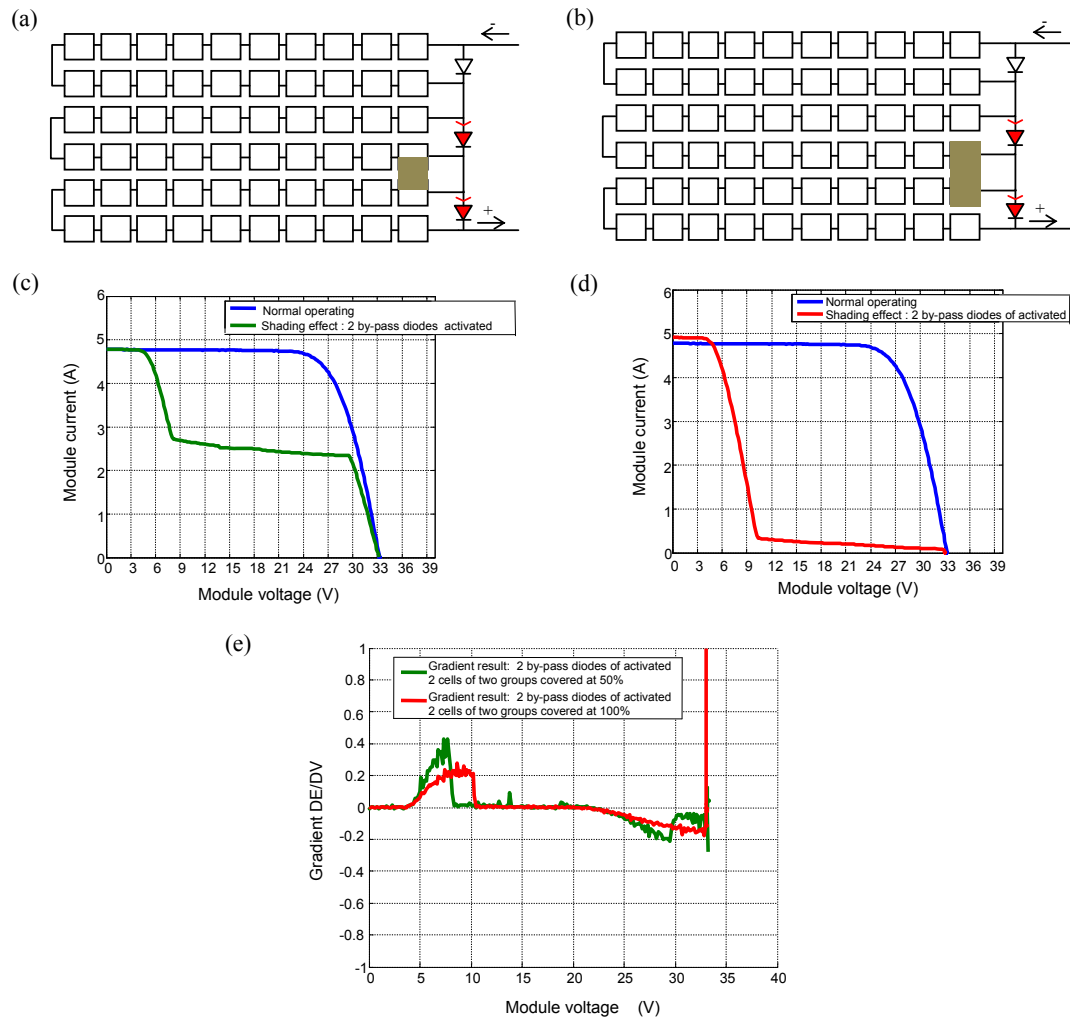 (a)
-
+
(b)
-
+
(c)
6
5
4
3
2
1
0
Module current (A)
Normal operating
Shading effect : 2 by-pass diodes activated
0 3 6 9 12 15 18 21 24 27 30 33 36 39
Module voltage (V)
(d)
6
5
4
3
2
1
0
Module current (A)
Normal operating
Shading effect : 2 by-pass diodes of activated
0 3 6 9 12 15 18 21 24 27 30 33 36 39
Module voltage (V)
(e)
1
0.8
0.6
0.4
0.2
0
-0.2
-0.4
-0.6
-0.8
-1
Gradient DE/DV
Gradient result: 2 by-pass diodes of activated
2 cells of two groups covered at 50%
Gradient result: 2 by-pass diodes of activated
2 cells of two groups covered at 100%
0 5 10 15 20 25 30 35 40
Module voltage (V)